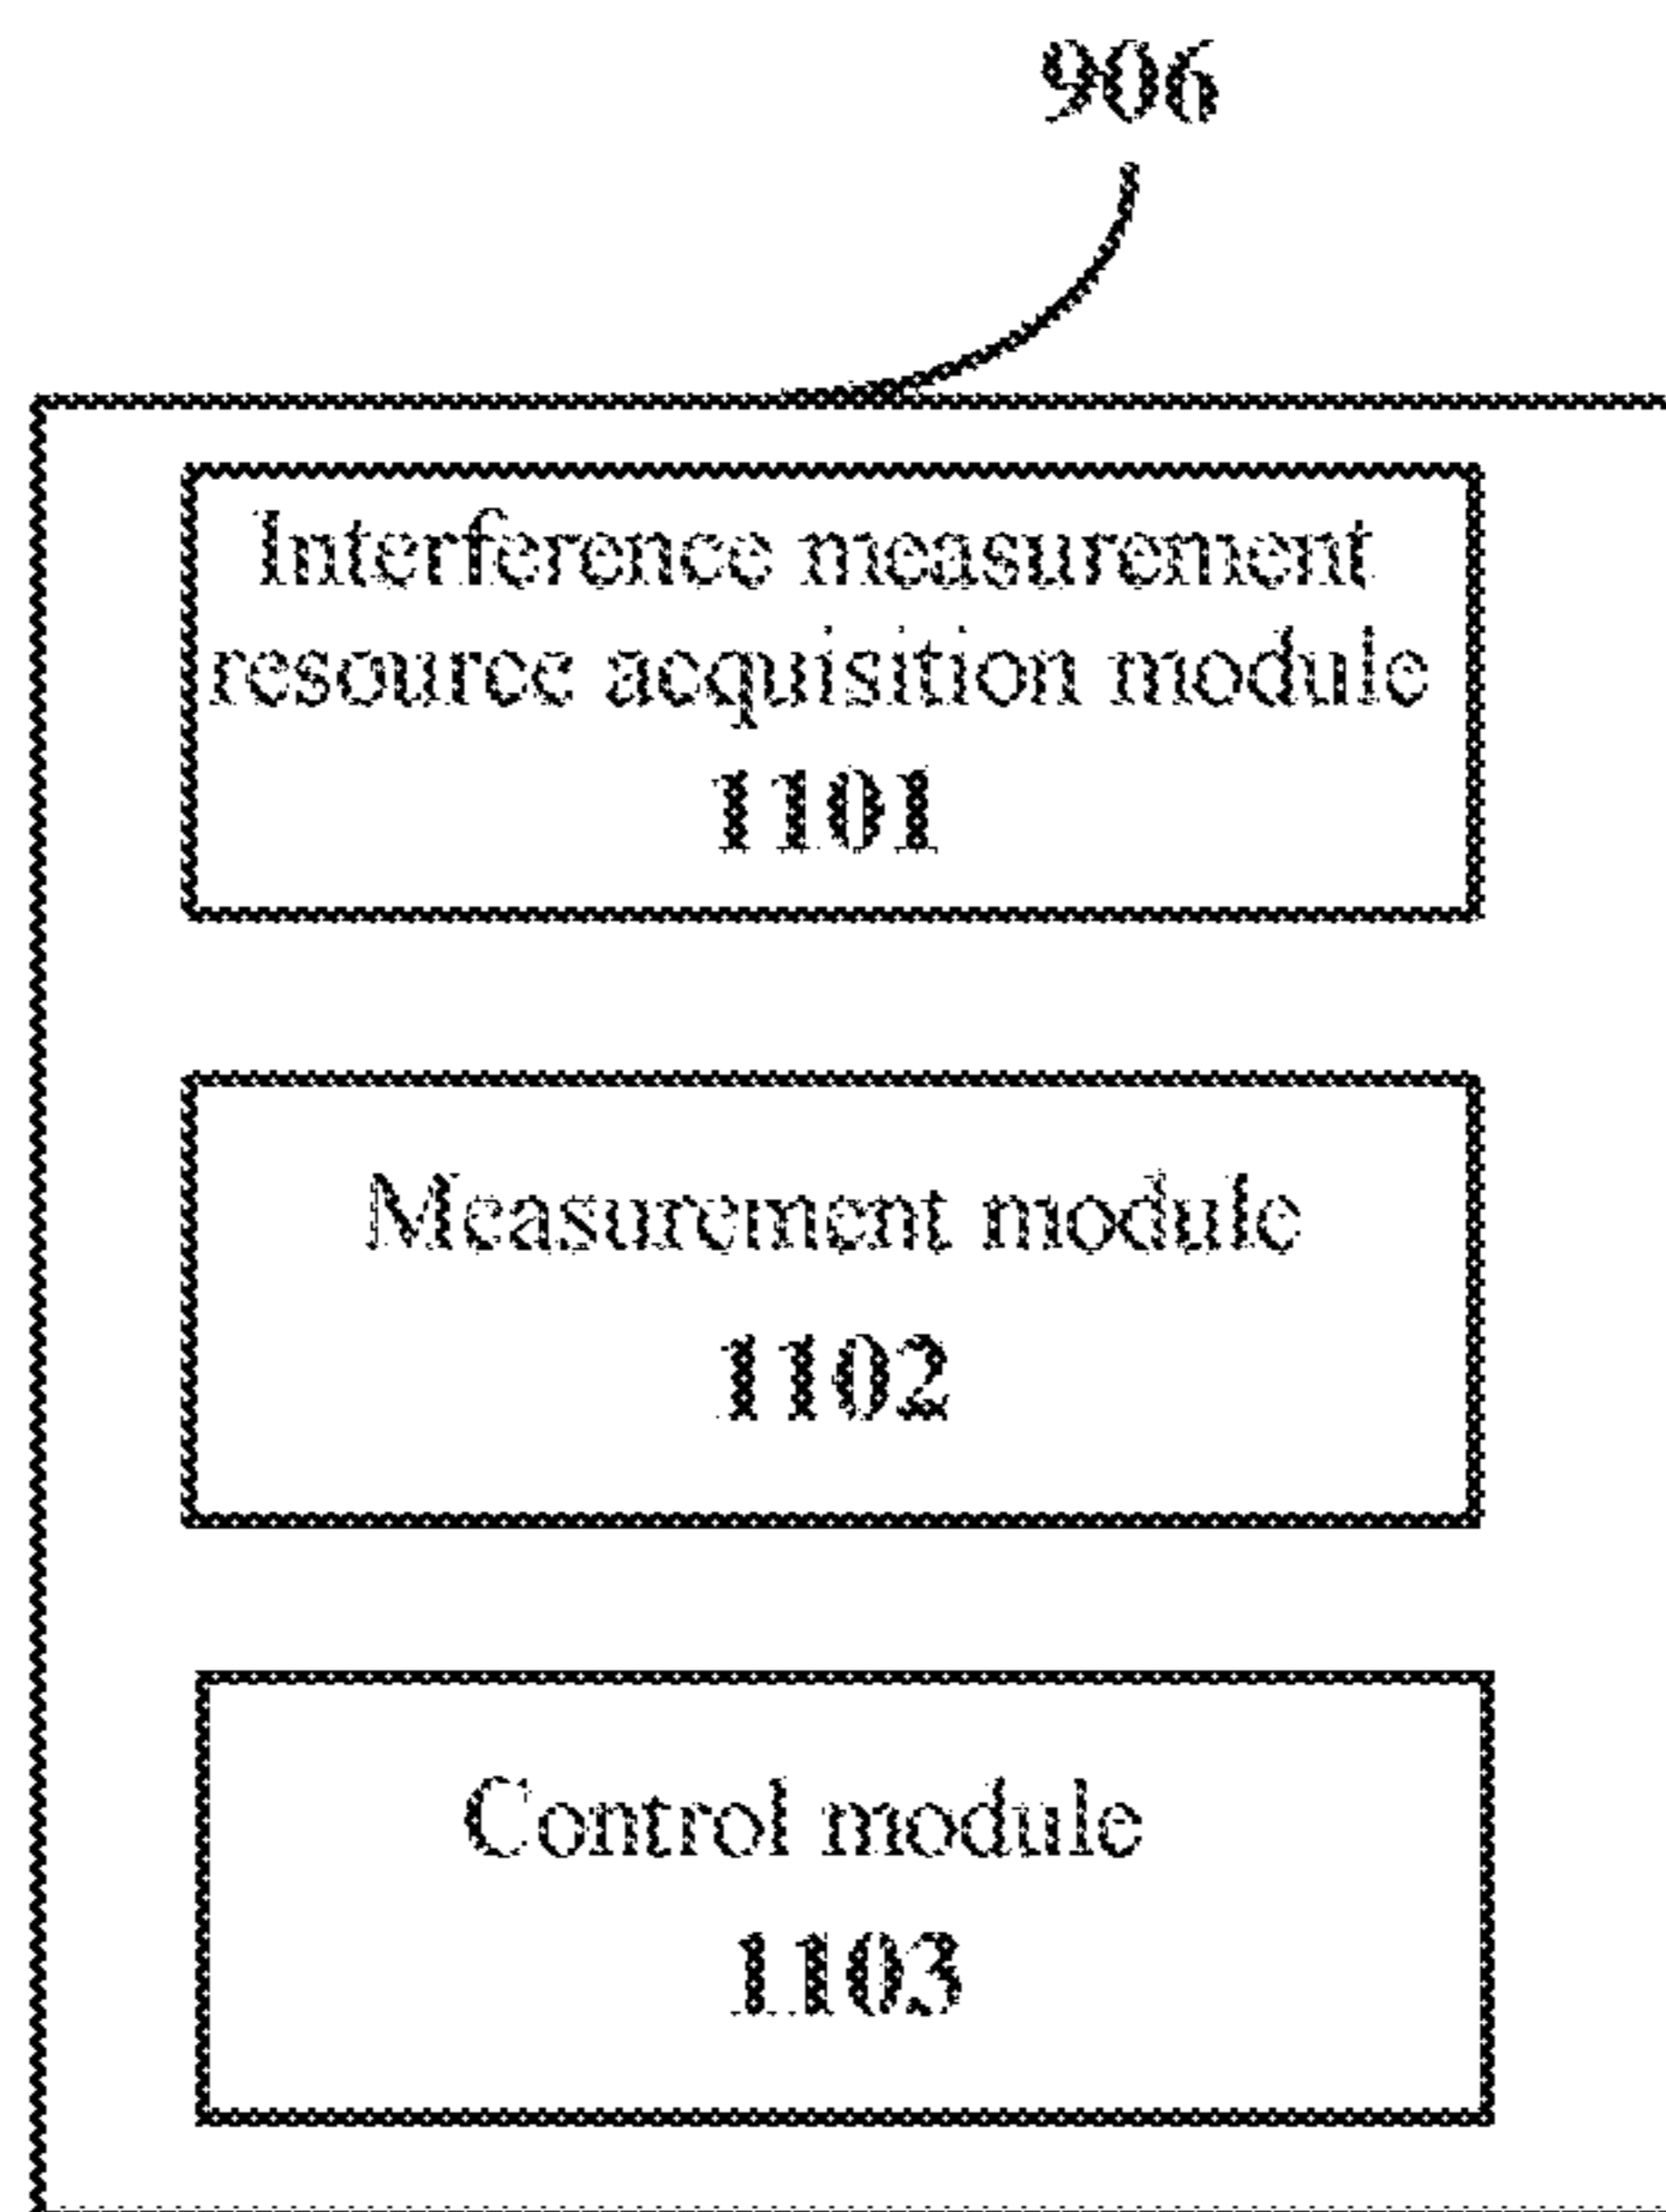 906
Interference measurement
resource acquisition module
1101
Measurement module
1102
Control module
1103